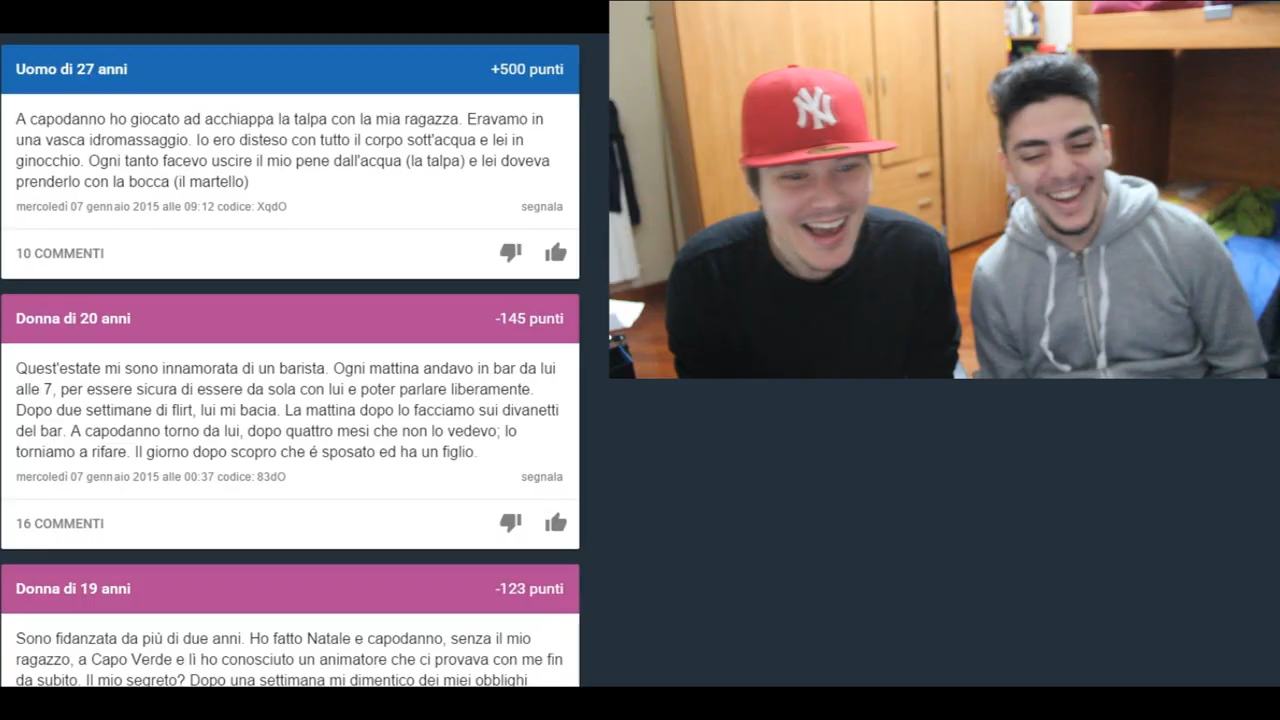 Uomo di 27 anni
+500 punti
A capodanno ho giocato ad acchiappa la talpa con la mia ragazza. Eravamo in
una vasca idromassaggio. Io ero disteso con tutto il corpo sott'acqua e lei in
ginocchio. Ogni tanto facevo uscire il mio pene dall'acqua (la talpa) e lei doveva
prenderlo con la bocca (il martello)
mercoledì 07 gennaio 2015 alle 09:12 codice: XqdO
segnala
10 COMMENTI
Donna di 20 anni
-145 punti
Quest'estate mi sono innamorata di un barista. Ogni mattina andavo in bar da lui
alle 7, per essere sicura di essere da sola con lui e poter parlare liberamente.
Dopo due settimane di flirt, lui mi bacia. La mattina dopo lo facciamo sui divanetti
del bar. A capodanno torno da lui, dopo quattro mesi che non lo vedevo; lo
torniamo a rifare. Il giorno dopo scopro che é sposato ed ha un figlio.
mercoledì 07 gennaio 2015 alle 00:37 codice: 83dO
segnala
16 COMMENTI
Donna di 19 anni
-123 punti
Sono fidanzata da più di due anni. Ho fatto Natale e capodanno, senza il mio
ragazzo, a Capo Verde e lì ho conosciuto un animatore che ci provava con me fin
da subito. Il mio segreto? Dopo una settimana mi dimentico dei miei obblighi
NY